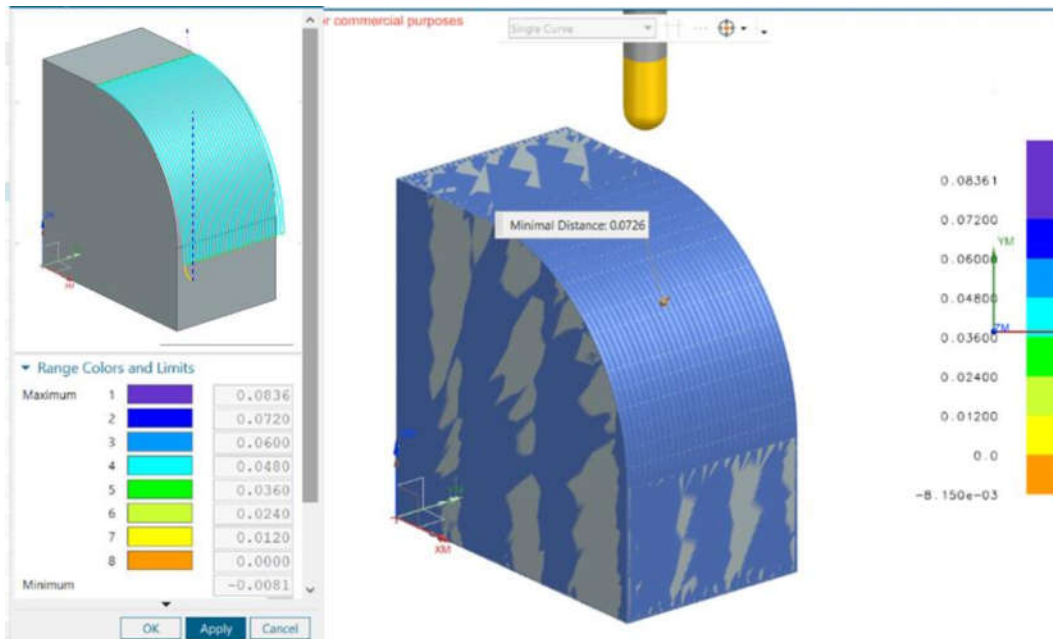 or commercial purposes
Single Curve
Minimal Distance: 0.0726
Range Colors and Limits
Maximum 1 0.0836
2 0.0720
3 0.0600
4 0.0480
5 0.0360
6 0.0240
7 0.0120
8 0.0000
Minimum -0.0081
OK Apply Cancel
XM
0.08361
0.07200
0.06000
0.04800
0.03600
0.02400
0.01200
0.0
-8.150e-03
YM
ZM